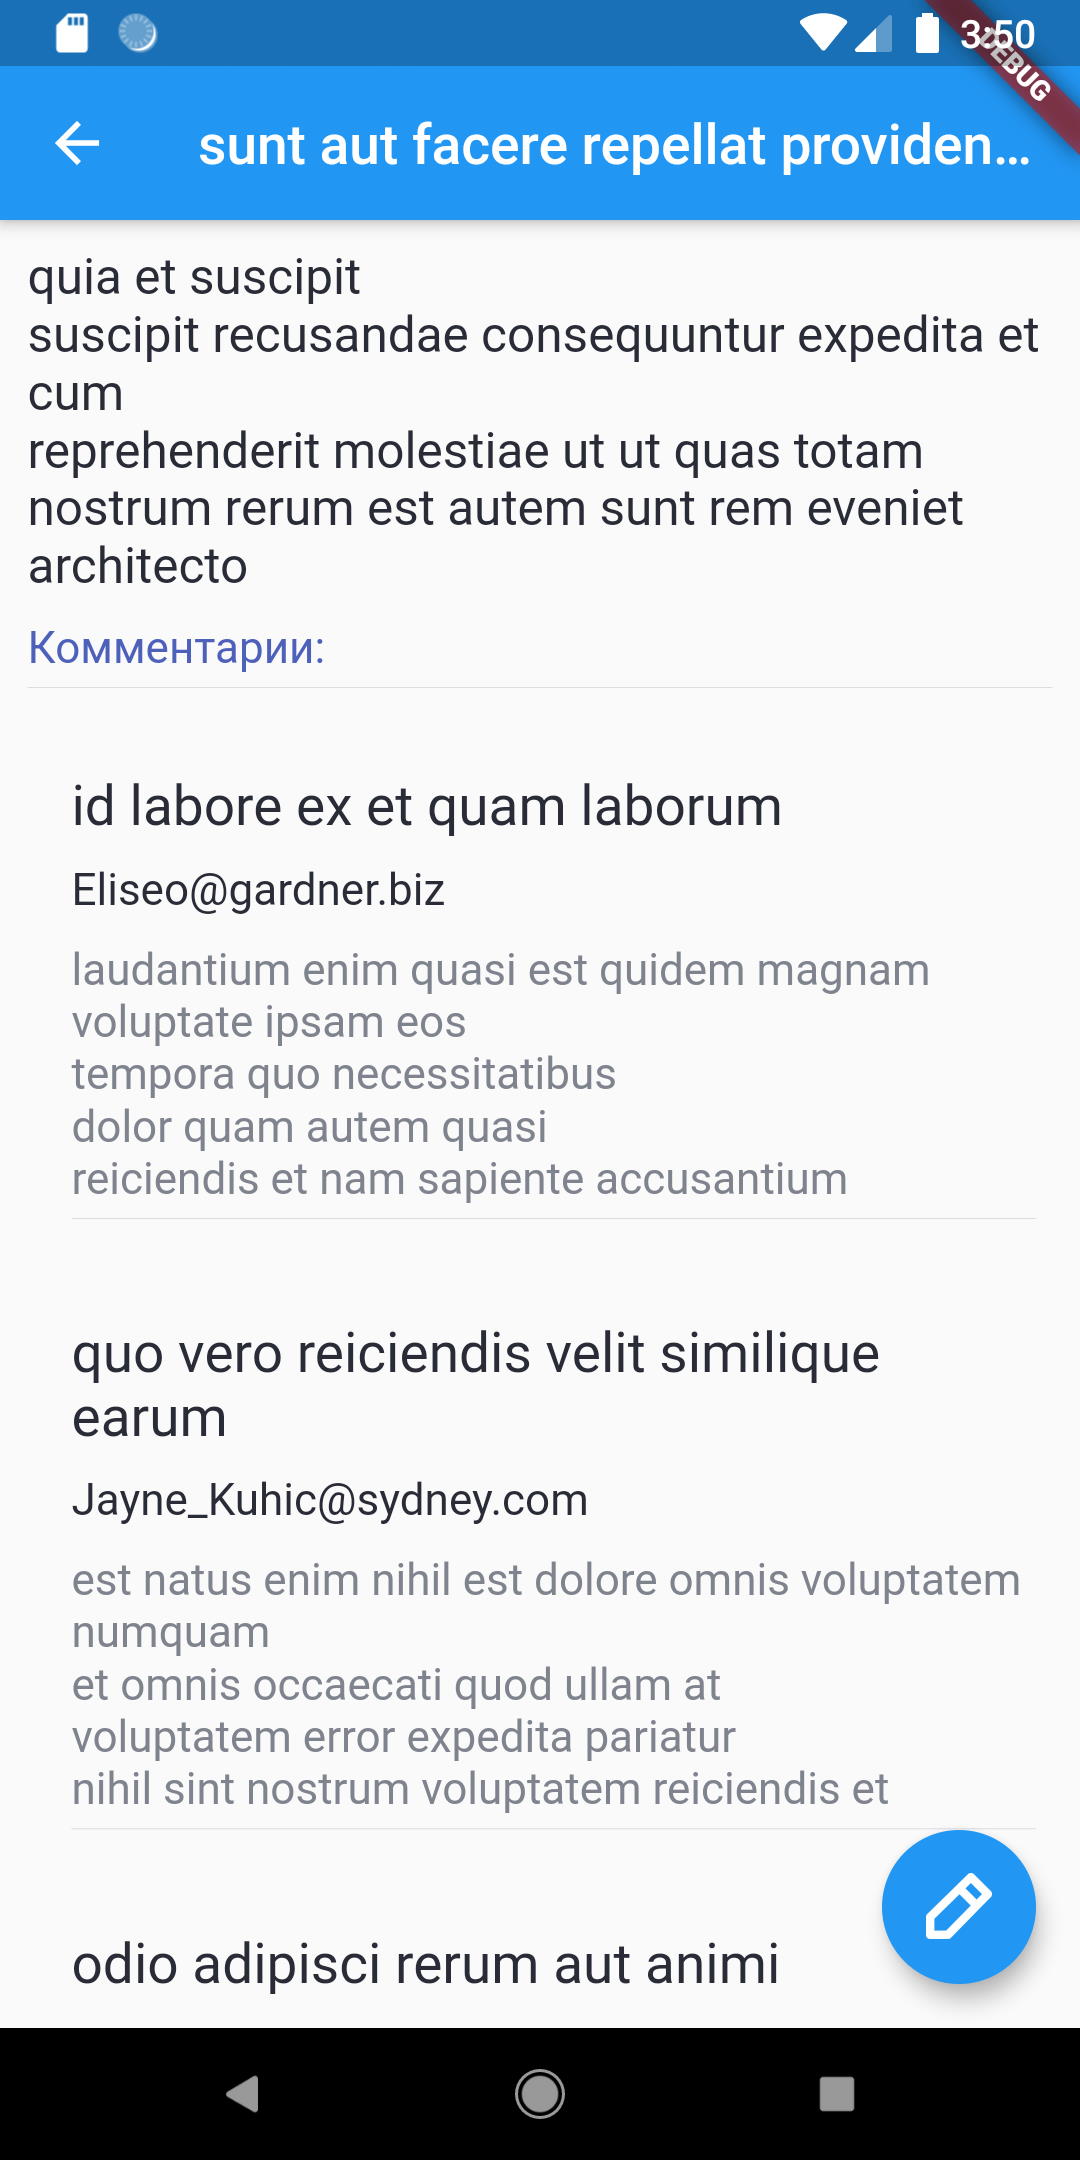 3:50
DEBUG
sunt aut facere repellat providen...
quia et suscipit
suscipit recusandae consequuntur expedita et
cum
reprehenderit molestiae ut ut quas totam
nostrum rerum est autem sunt rem eveniet
architecto
Комментарии:
id labore ex et quam laborum
Eliseo@gardner.biz
laudantium enim quasi est quidem magnam
voluptate ipsam eos
tempora quo necessitatibus
dolor quam autem quasi
reiciendis et nam sapiente accusantium
quo vero reiciendis velit similique
earum
Jayne_Kuhic@sydney.com
est natus enim nihil est dolore omnis voluptatem
numquam
et omnis occaecati quod ullam at
voluptatem error expedita pariatur
nihil sint nostrum voluptatem reiciendis et
odio adipisci rerum aut animi